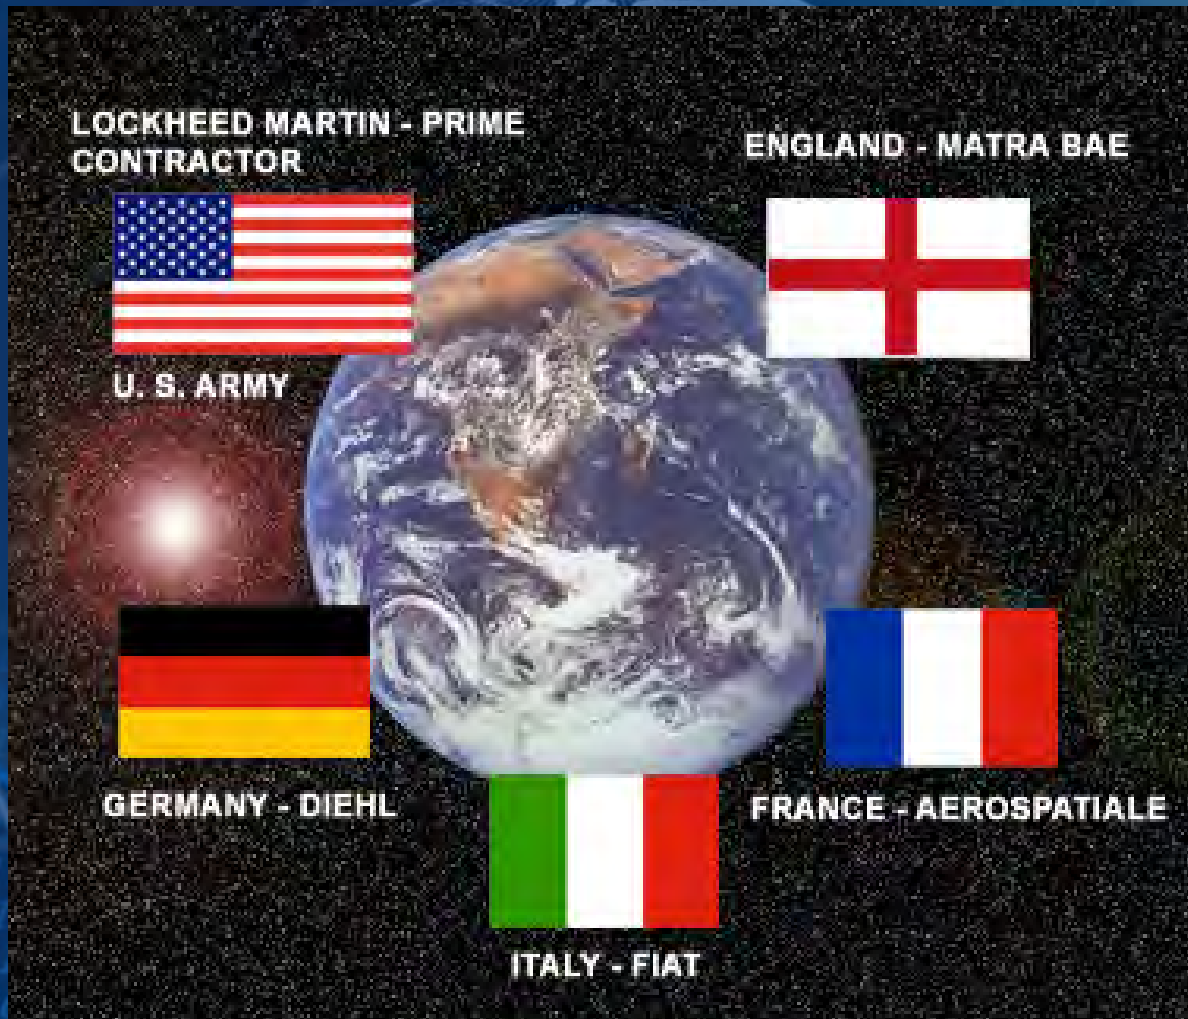 LOCKHEED MARTIN - PRIME
CONTRACTOR
ENGLAND - MATRA BAE
U. S. ARMY
GERMANY - DIEHL
FRANCE - AEROSPATIALE
ITALY - FIAT